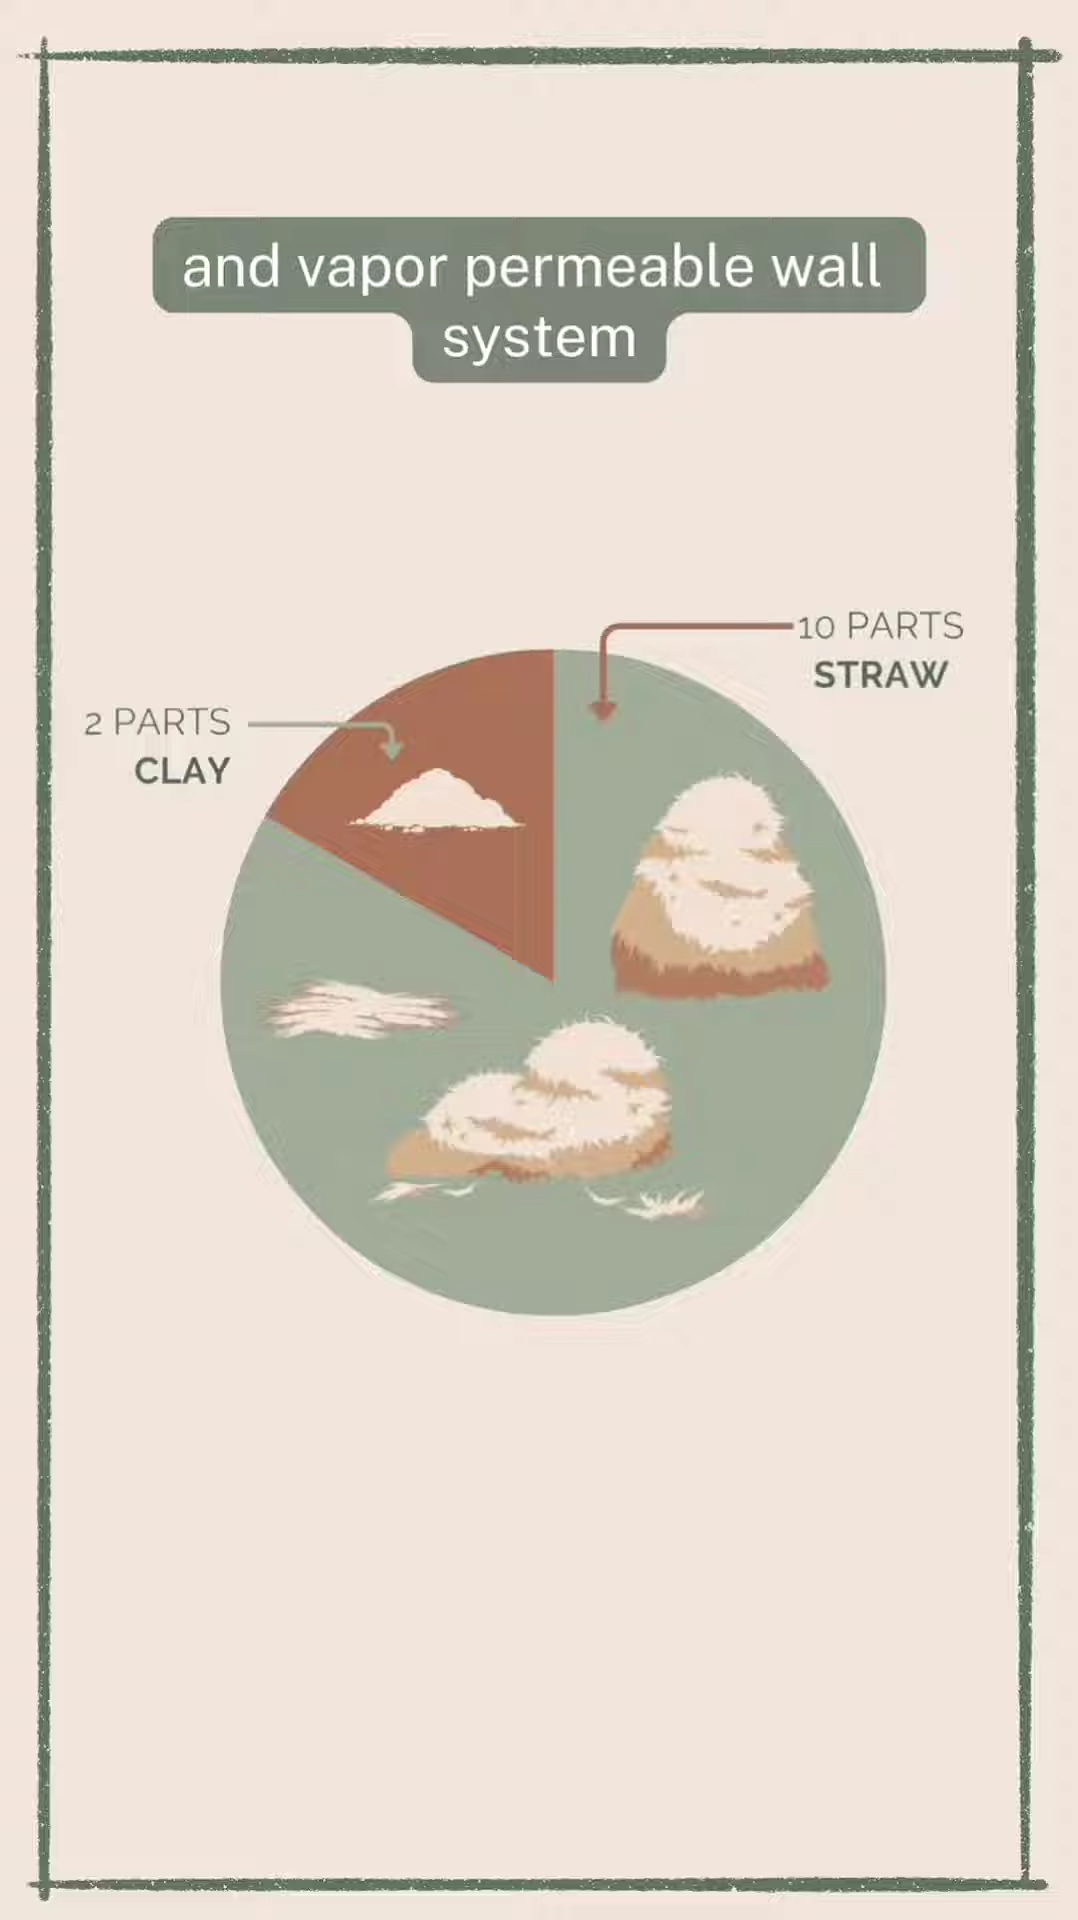 and vapor permeable wall
system
10 PARTS
STRAW
2 PARTS
CLAY